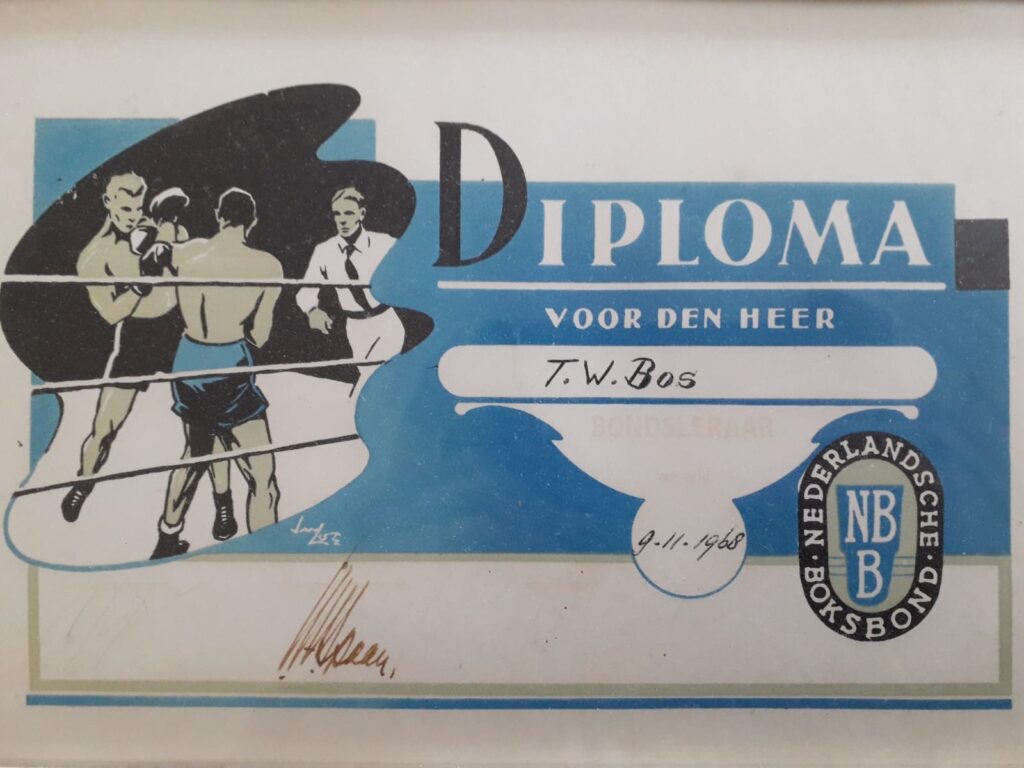 DIPLOMA
VOOR DEN HEER
T. W. Bos
BONDSLERAAR
9-11-1968
NEDERLANDSCHE BOKSBOND
NB
B